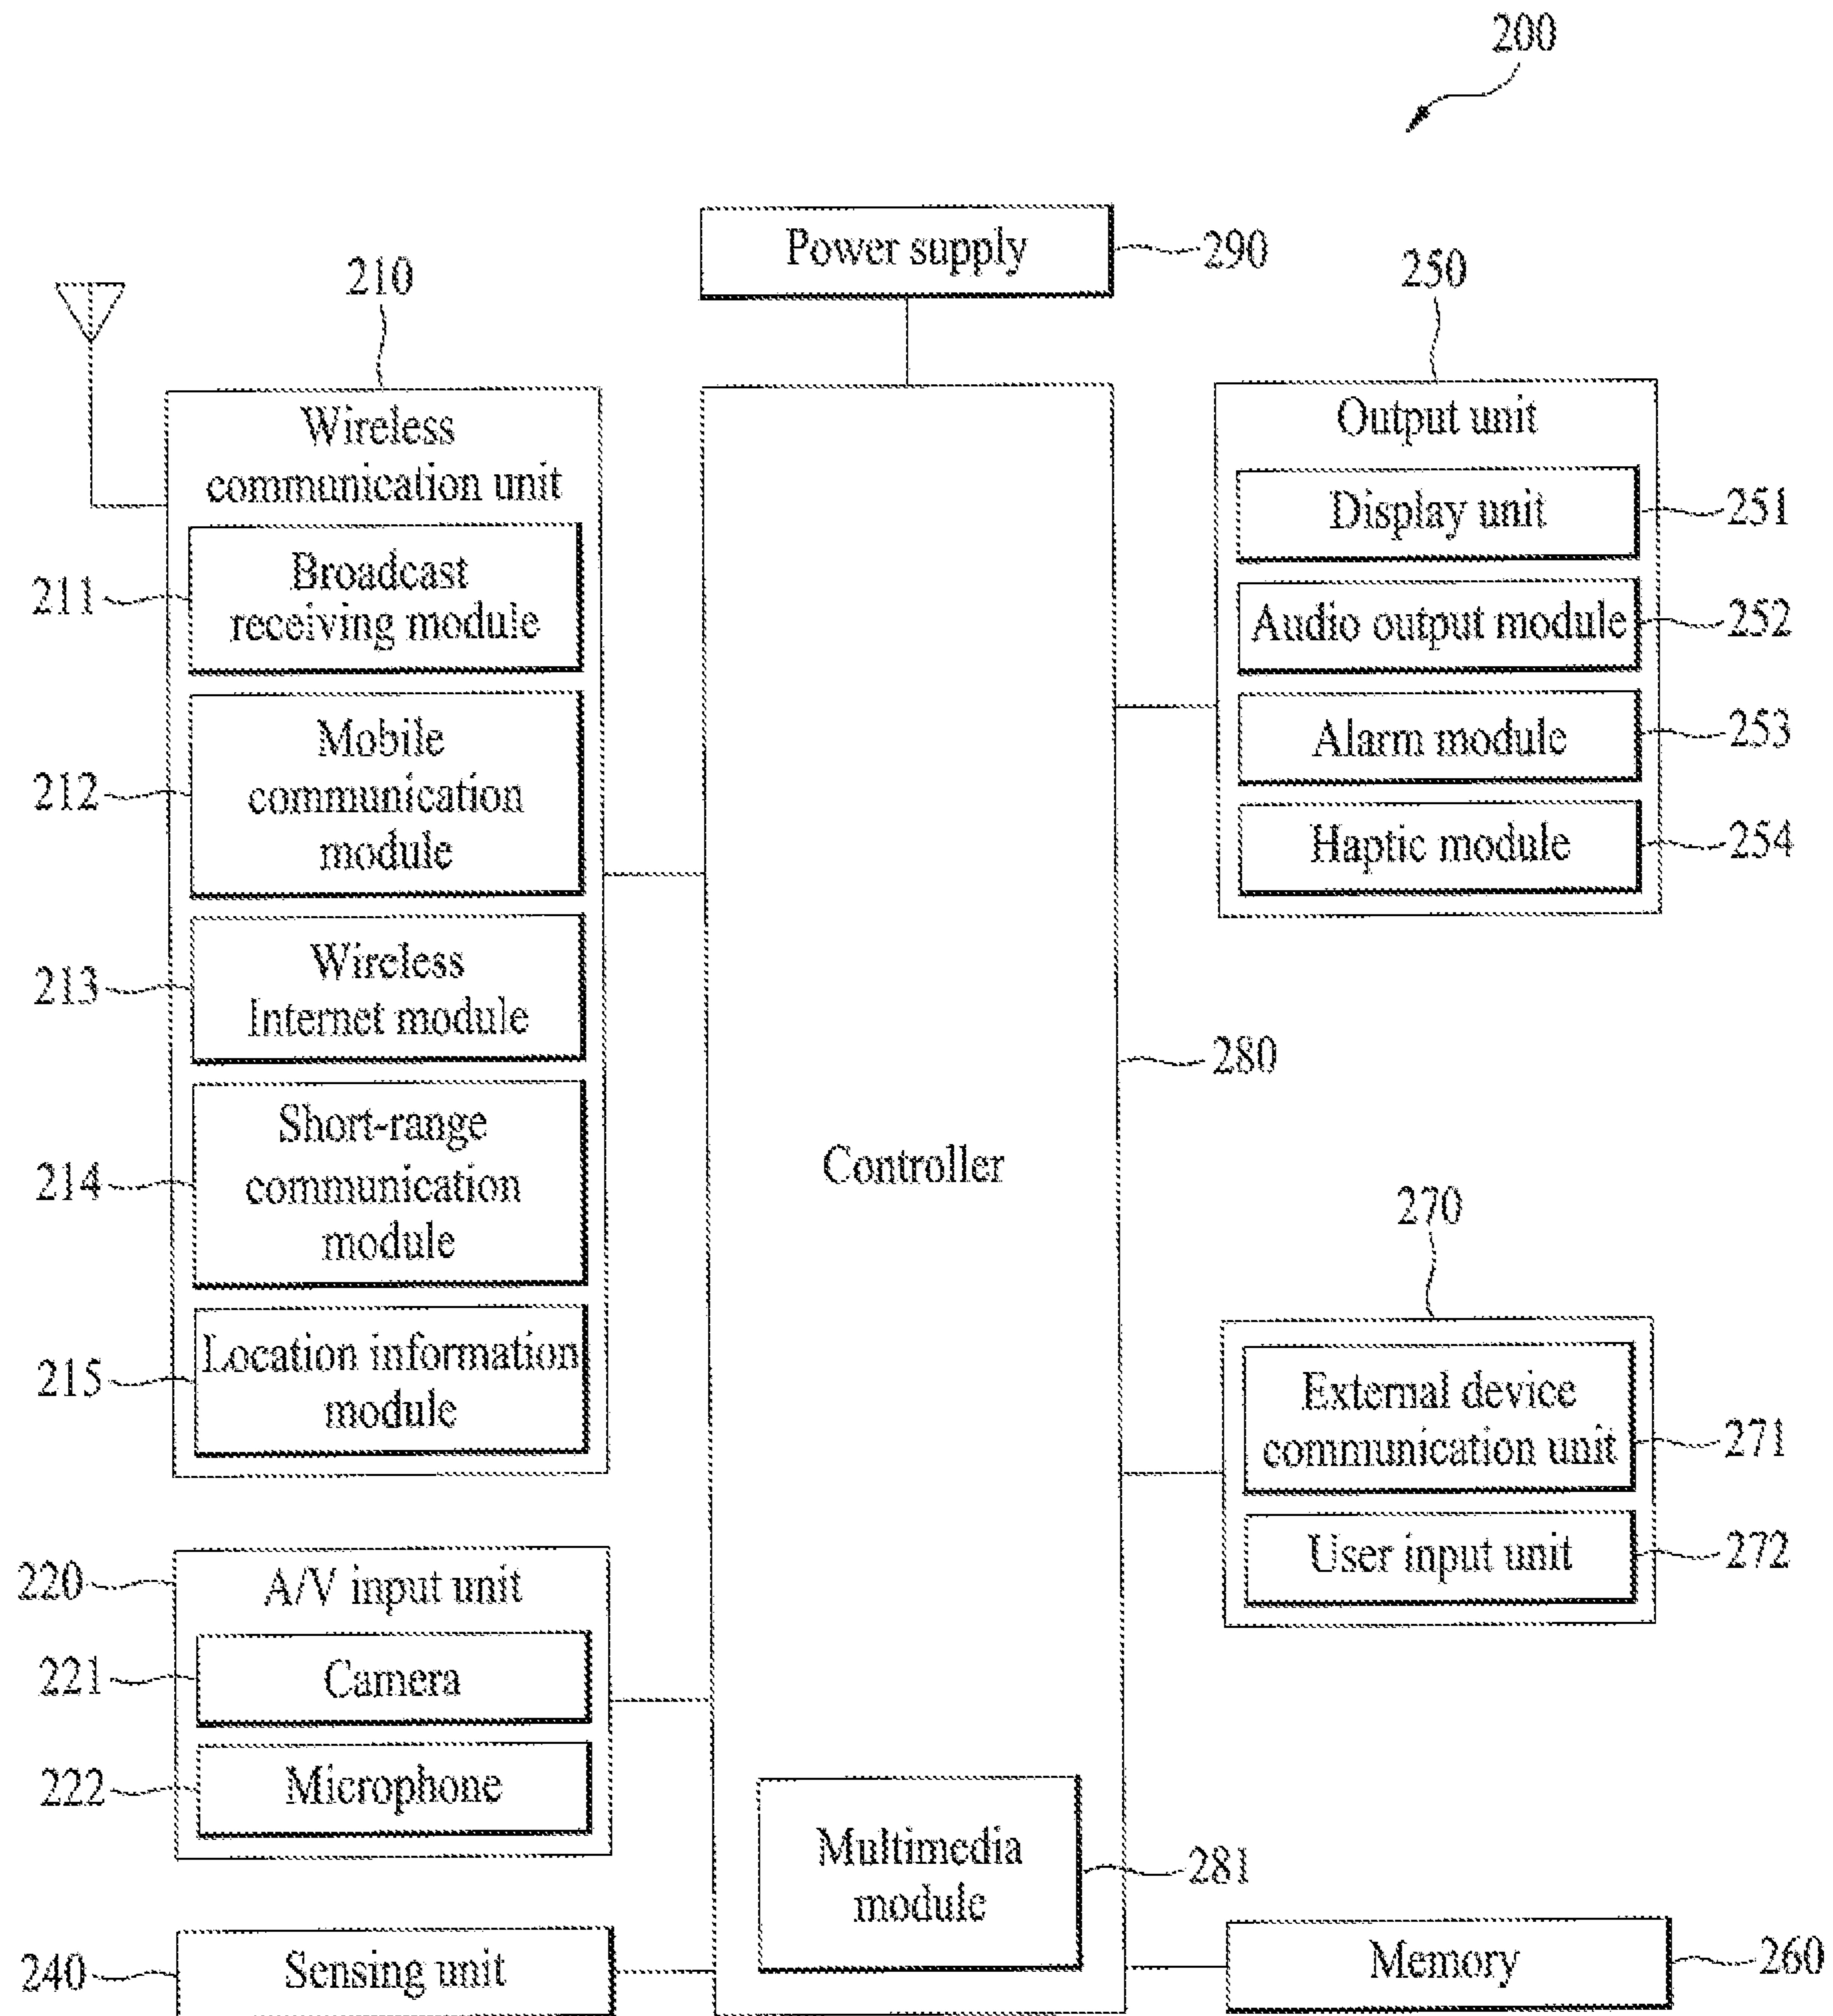 200
Power supply
290
210
Wireless
communication unit
211
Broadcast
receiving module
212
Mobile
communication
module
213
Wireless
Internet module
214
Short-range
communication
module
215
Location information
module
220
A/V input unit
221
Camera
222
Microphone
240
Sensing unit
Controller
280
Multimedia
module
281
250
Output unit
Display unit
251
Audio output module
252
Alarm module
253
Haptic module
254
270
External device
communication unit
271
User input unit
272
Memory
260